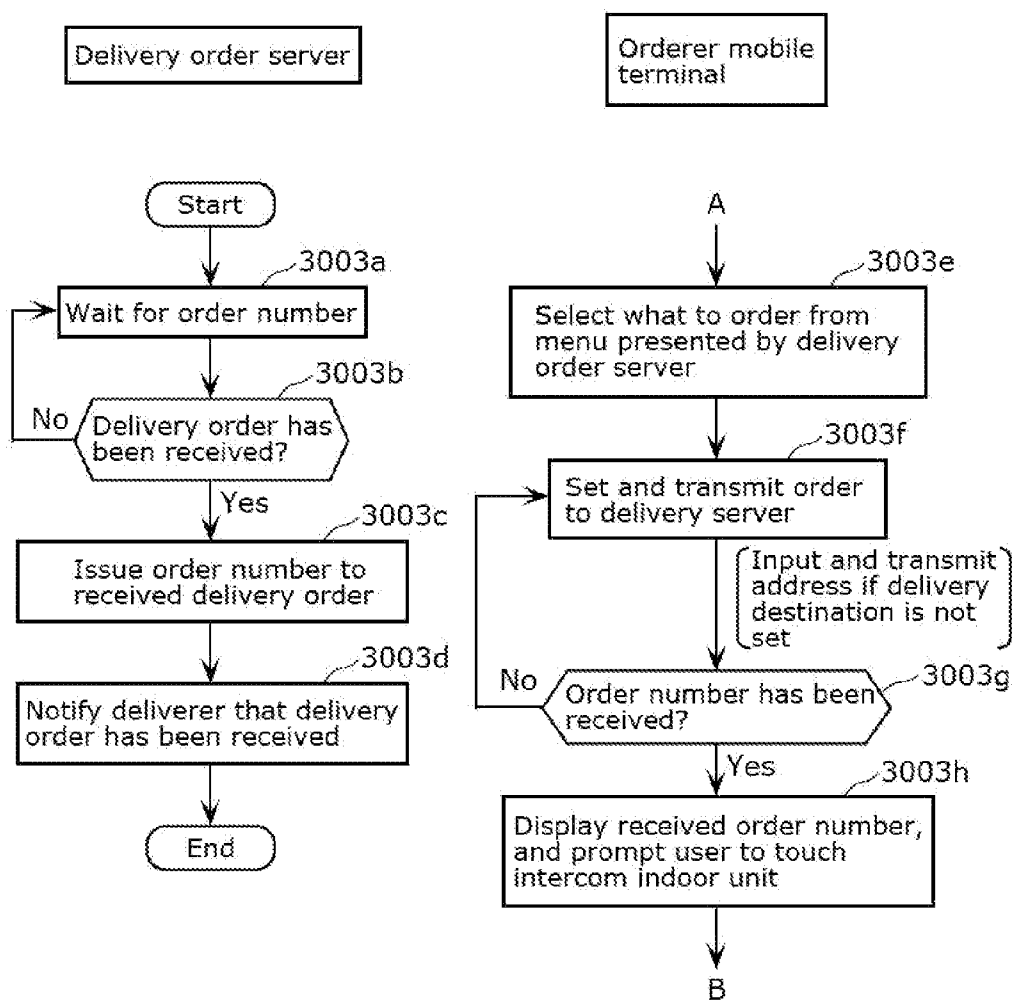 Delivery order server
Start
3003a
Wait for order number
3003b
No
Delivery order has
been received?
Yes
3003c
Issue order number to
received delivery order
3003d
Notify deliverer that delivery
order has been received
End
Orderer mobile
terminal
A
3003e
Select what to order from
menu presented by delivery
order server
3003f
Set and transmit order
to delivery server
Input and transmit
address if delivery
destination is not
set
No
3003g
Order number has been
received?
Yes
3003h
Display received order number,
and prompt user to touch
intercom indoor unit
B